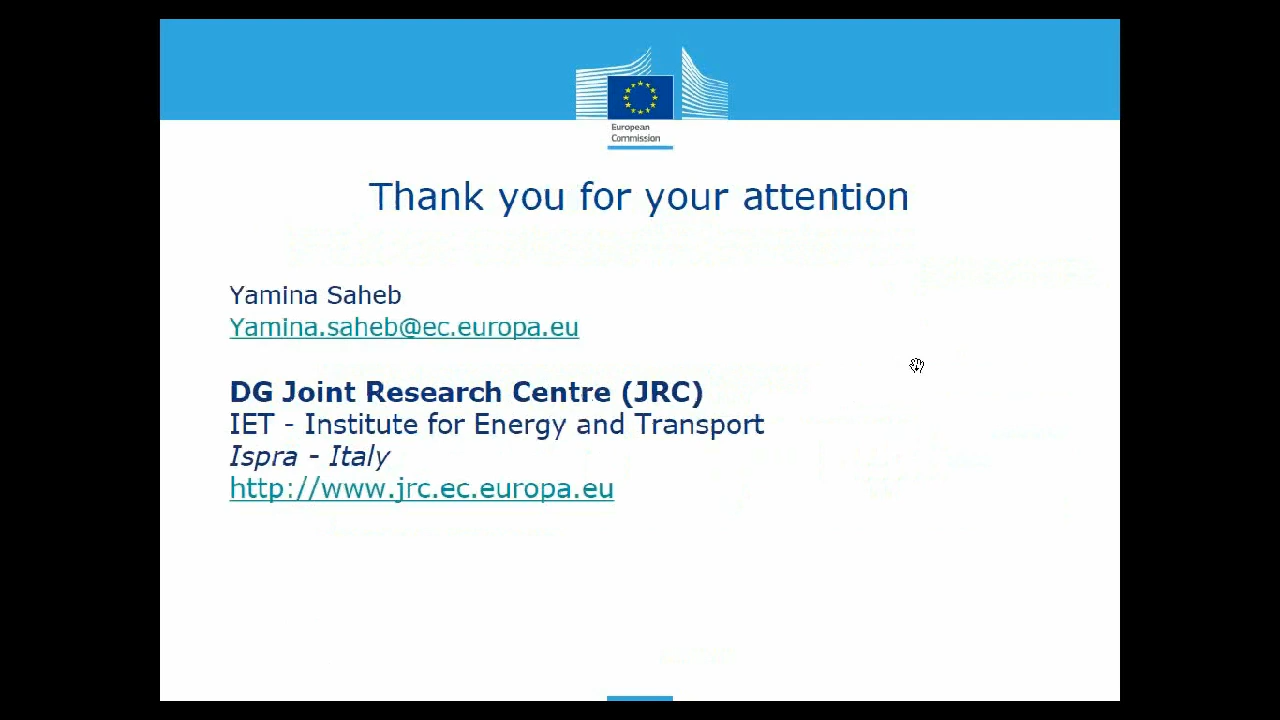 European
Commission
Thank you for your attention
Yamina Saheb
Yamina.saheb@ec.europa.eu
DG Joint Research Centre (JRC)
IET - Institute for Energy and Transport
Ispra - Italy
http://www.jrc.ec.europa.eu